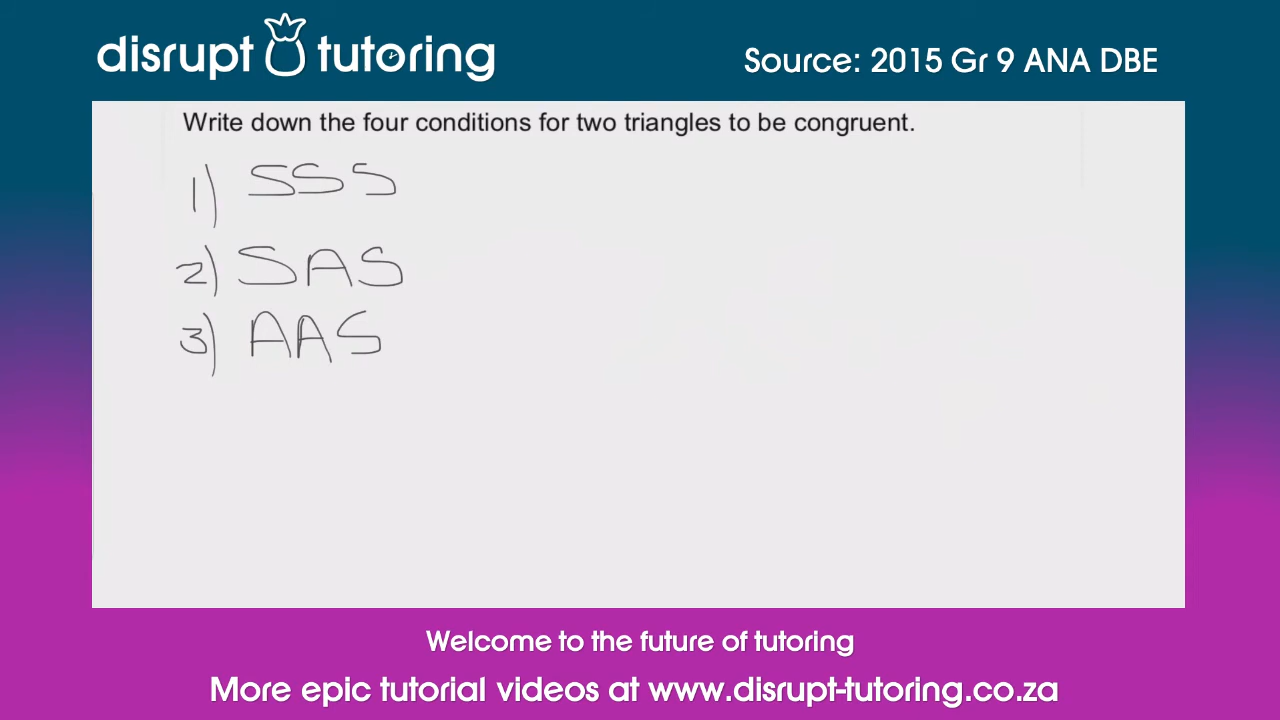 disrupt tutoring
Source: 2015 Gr 9 ANA DBE
Write down the four conditions for two triangles to be congruent.
1) SSS
2) SAS
3) AAS
Welcome to the future of tutoring
More epic tutorial videos at www.disrupt-tutoring.co.za